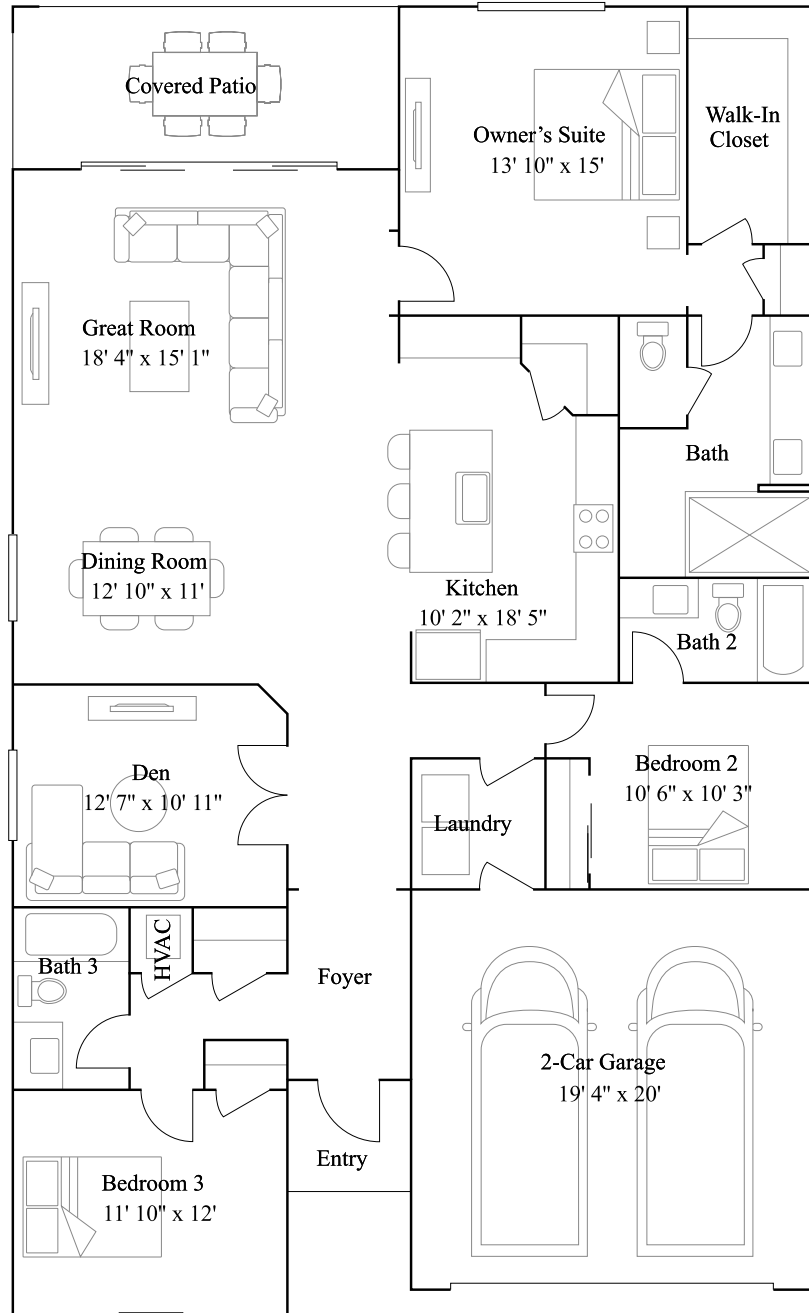 Covered Patio
Owner's Suite
13' 10" x 15'
Walk-In
Closet
Great Room
18' 4" x 15' 1"
Bath
Dining Room
12' 10" x 11'
Kitchen
10' 2" x 18' 5"
Bath 2
Den
12' 7" x 10' 11"
Bedroom 2
10' 6" x 10' 3"
Laundry
Bath 3
HVAC
Foyer
2-Car Garage
19' 4" x 20'
Entry
Bedroom 3
11' 10" x 12'